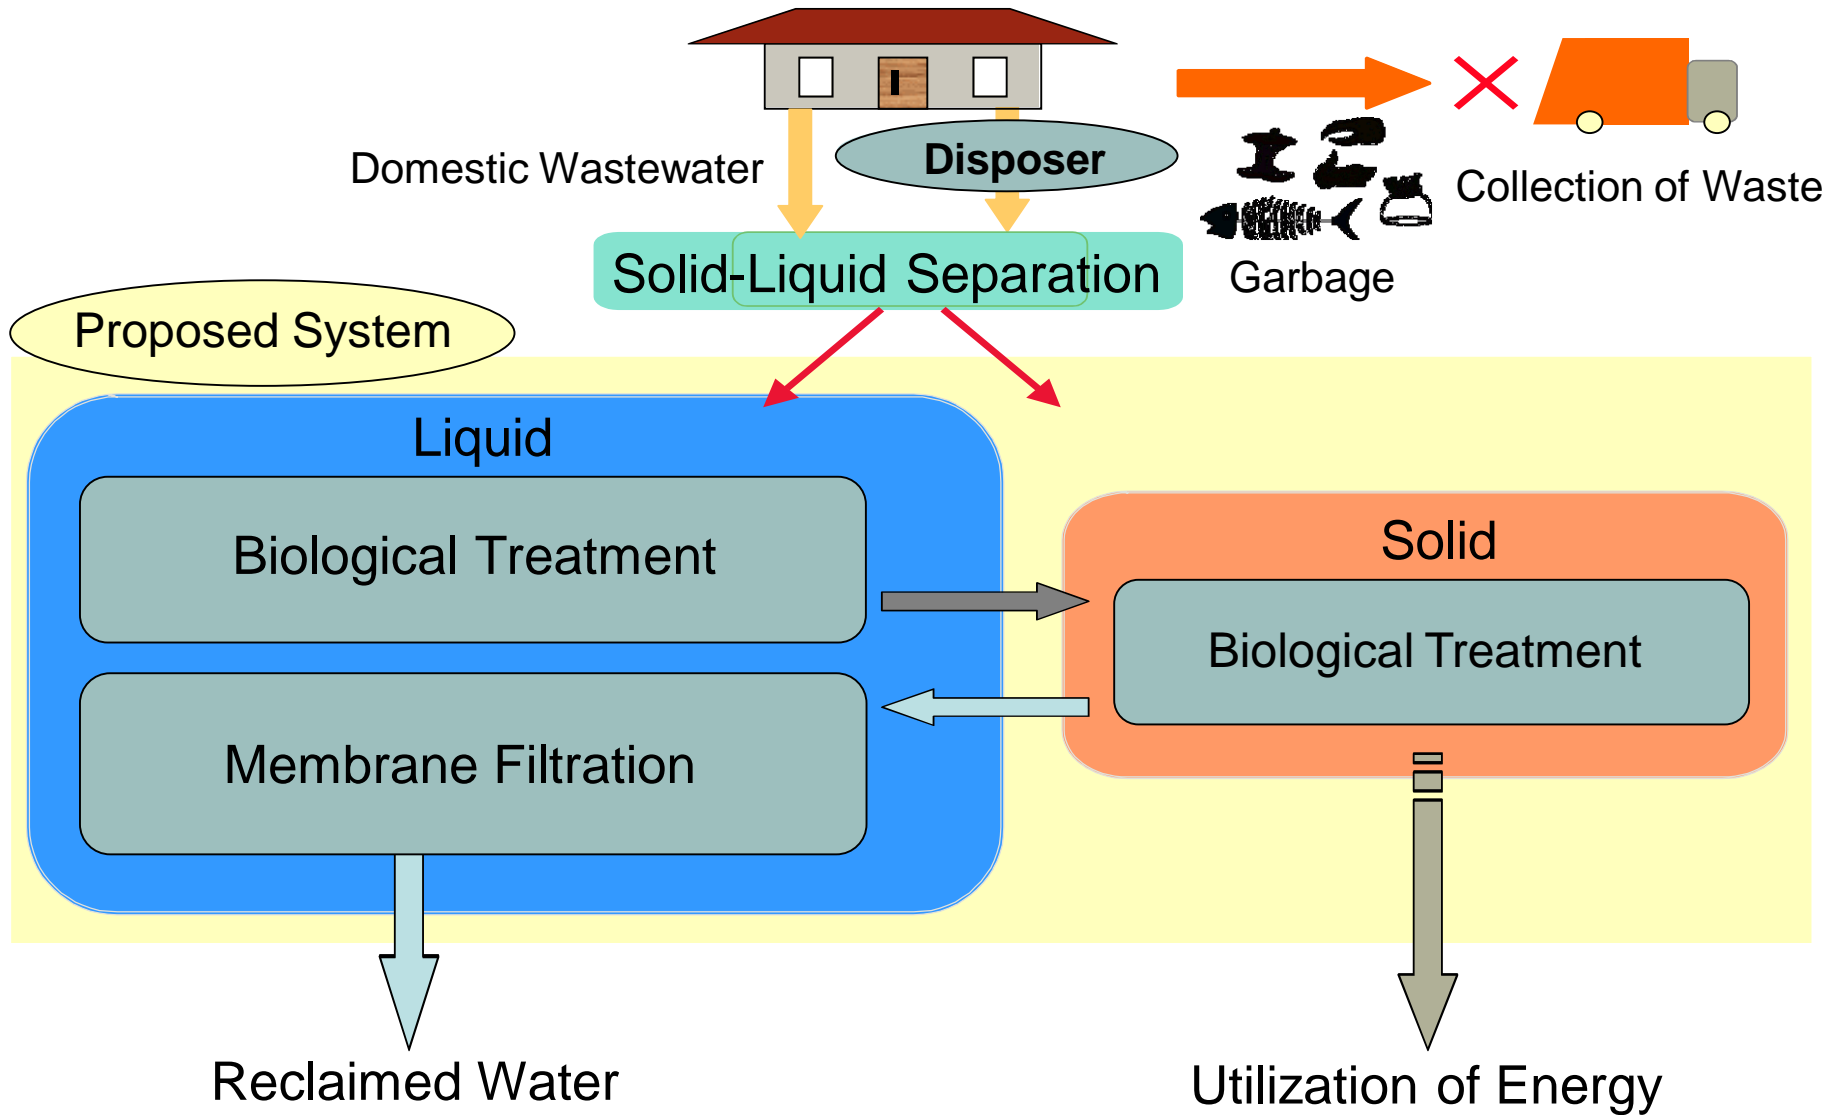 Domestic Wastewater
Disposer
Collection of Waste
Garbage
Solid-Liquid Separation
Proposed System
Liquid
Biological Treatment
Membrane Filtration
Solid
Biological Treatment
Reclaimed Water
Utilization of Energy